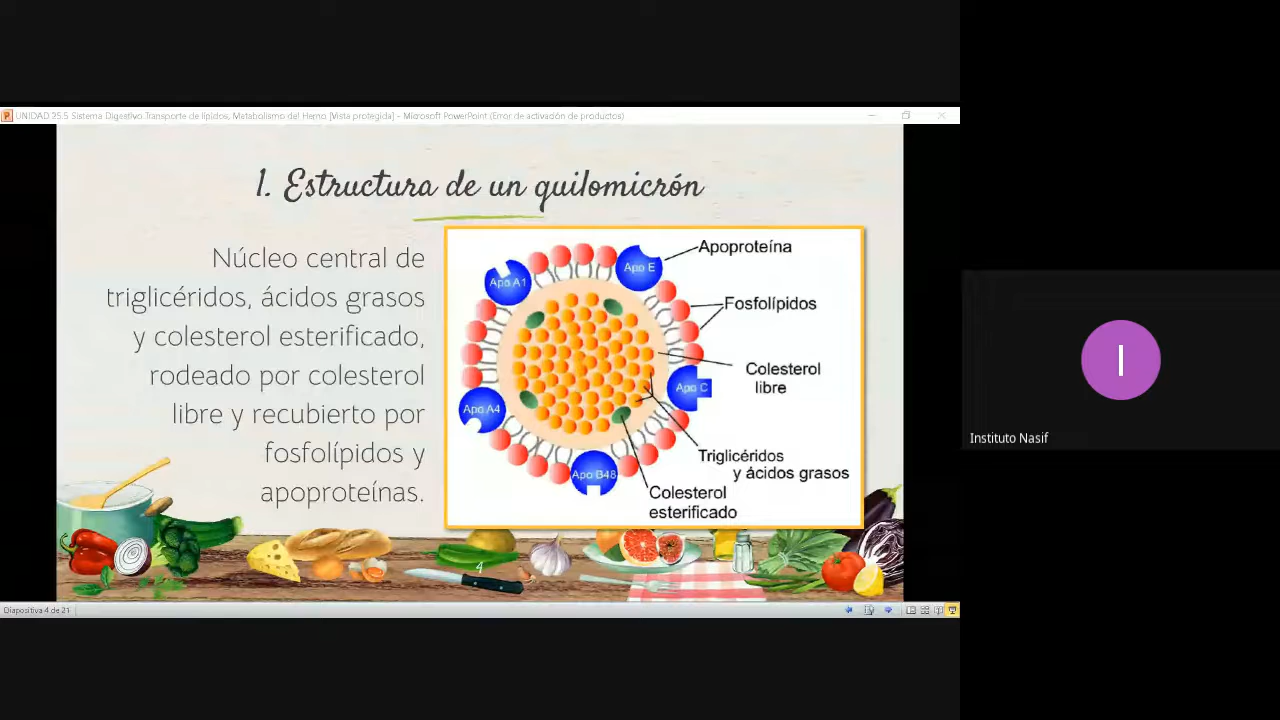 UNIDAD 25.5 Sistema Digestivo.Transporte de lípidos, Metabolismo del Hemo [Vista protegida] - Microsoft PowerPoint (Error de activación de productos)
1. Estructura de un quilomicrón
Núcleo central de
triglicéridos, ácidos grasos
y colesterol esterificado,
rodeado por colesterol
libre y recubierto por
fosfolípidos y
apoproteínas.
Apoproteína
Apo E
Apo A1
Fosfolípidos
Colesterol
libre
Apo C
Apo A4
Triglicéridos
y ácidos grasos
Apo B48
Colesterol
esterificado
4
Diapositiva 4 de 21
I
Instituto Nasif